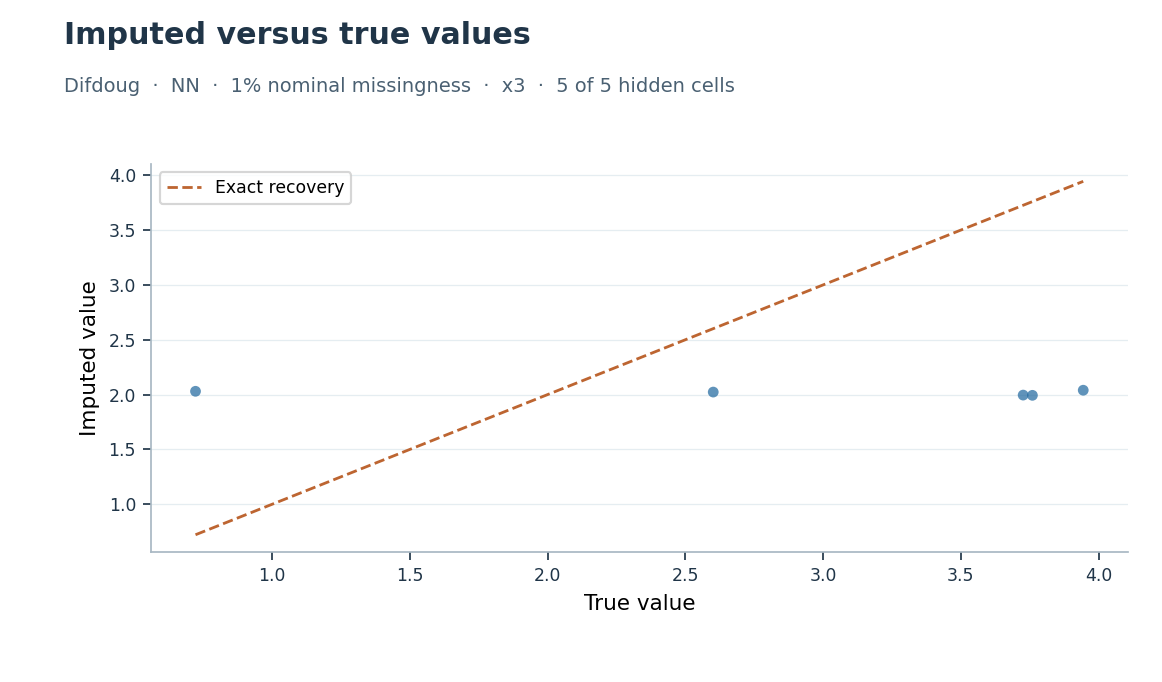 Imputed versus true values
Difdoug · NN · 1% nominal missingness · x3 · 5 of 5 hidden cells
Exact recovery
Imputed value
4.0
3.5
3.0
2.5
2.0
1.5
1.0
1.0 1.5 2.0 2.5 3.0 3.5 4.0
True value